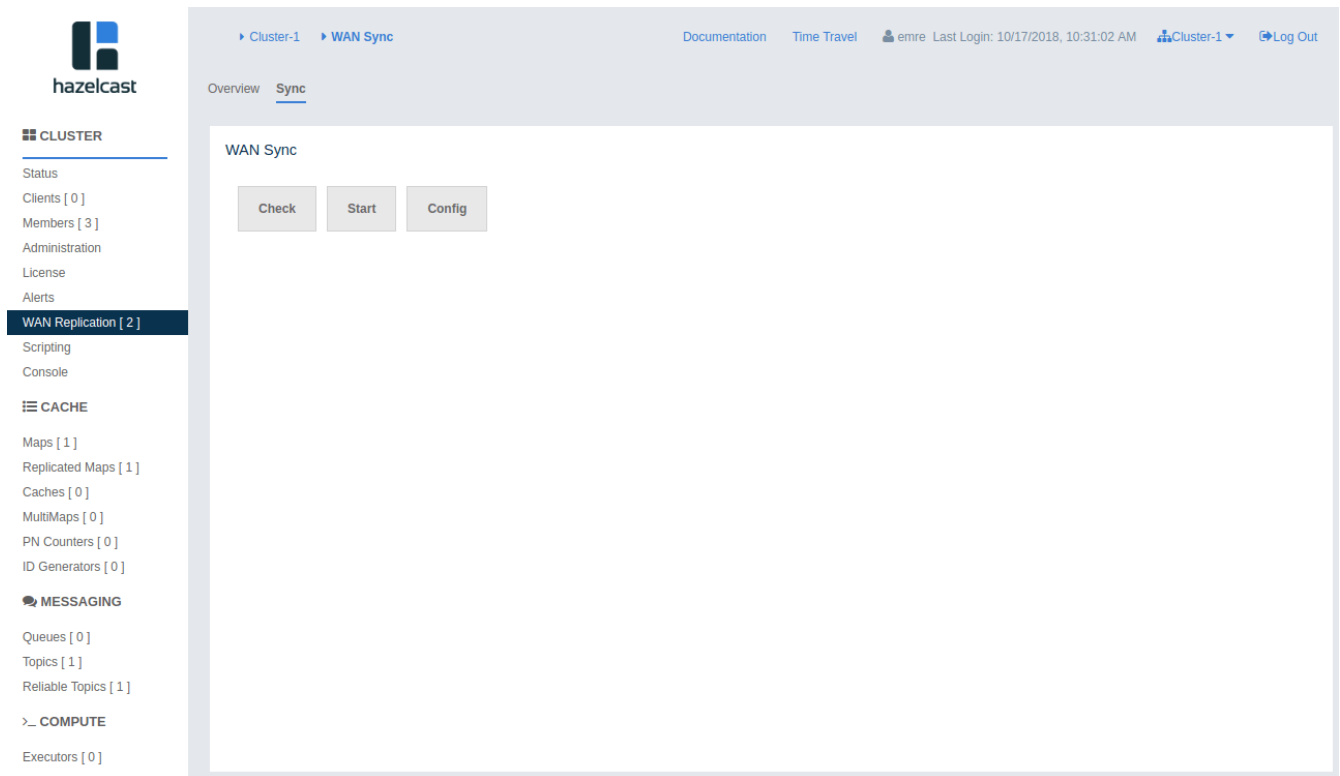 hazelcast
Cluster-1 WAN Sync Documentation Time Travel emre Last Login: 10/17/2018, 10:31:02 AM Cluster-1 Log Out
Overview Sync
CLUSTER
Status
Clients [ 0 ]
Members [ 3 ]
Administration
License
Alerts
WAN Replication [ 2 ]
Scripting
Console
CACHE
Maps [ 1 ]
Replicated Maps [ 1 ]
Caches [ 0 ]
MultiMaps [ 0 ]
PN Counters [ 0 ]
ID Generators [ 0 ]
MESSAGING
Queues [ 0 ]
Topics [ 1 ]
Reliable Topics [ 1 ]
COMPUTE
Executors [ 0 ]
WAN Sync
Check Start Config